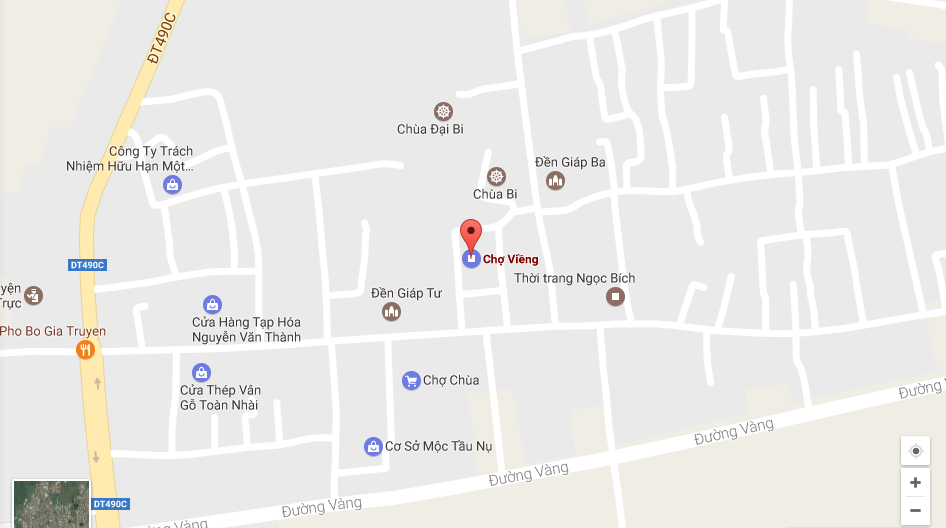 ĐT490C
Chùa Đại Bi
Công Ty Trách
Nhiệm Hữu Hạn Một...
Đền Giáp Ba
Chùa Bi
Chợ Viềng
ĐT490C
Thời trang Ngọc Bích
yện
Trực
Đền Giáp Tư
Cửa Hàng Tạp Hóa
Nguyễn Văn Thành
Pho Bo Gia Truyen
Chợ Chùa
Cửa Thép Vân
Gỗ Toàn Nhài
Đường V
Đường Vàng
Cơ Sở Mộc Tầu Nụ
Đường Vàng
Đường Vàng
ĐT490C
ng Vàng